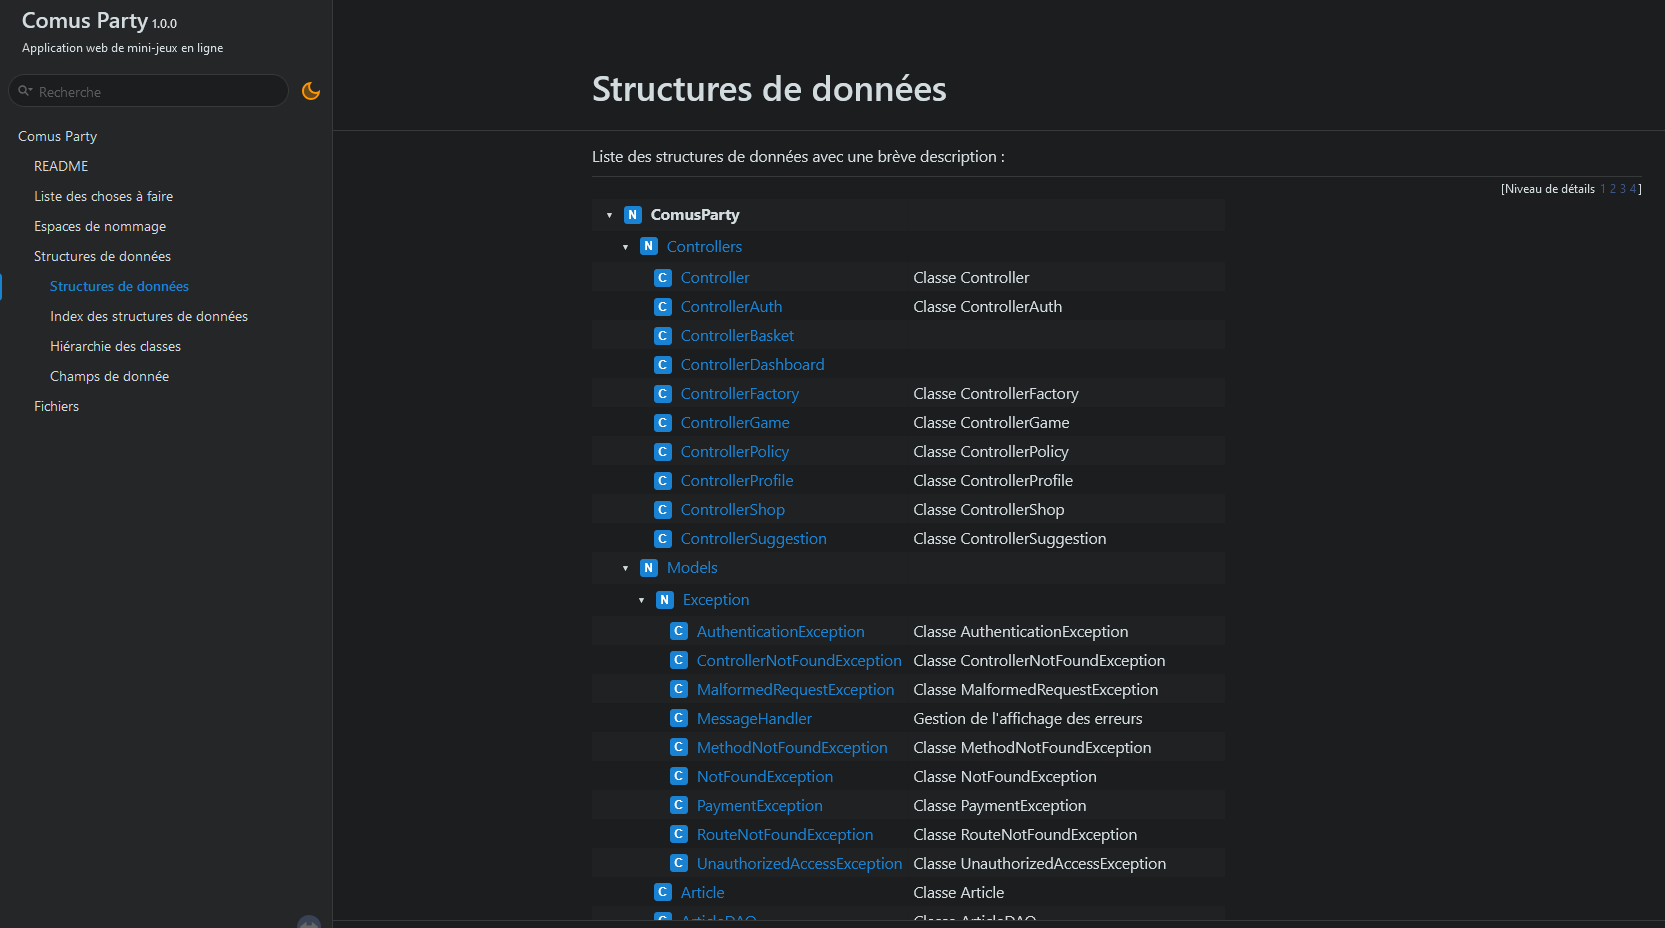 Comus Party 1.0.0
Application web de mini-jeux en ligne
Recherche
Comus Party
README
Liste des choses à faire
Espaces de nommage
Structures de données
Structures de données
Index des structures de données
Hiérarchie des classes
Champs de donnée
Fichiers
Structures de données
Liste des structures de données avec une brève description :
[Niveau de détails 1 2 3 4]
▼ N ComusParty
▼ N Controllers
C Controller Classe Controller
C ControllerAuth Classe ControllerAuth
C ControllerBasket
C ControllerDashboard
C ControllerFactory Classe ControllerFactory
C ControllerGame Classe ControllerGame
C ControllerPolicy Classe ControllerPolicy
C ControllerProfile Classe ControllerProfile
C ControllerShop Classe ControllerShop
C ControllerSuggestion Classe ControllerSuggestion
▼ N Models
▼ N Exception
C AuthenticationException Classe AuthenticationException
C ControllerNotFoundException Classe ControllerNotFoundException
C MalformedRequestException Classe MalformedRequestException
C MessageHandler Gestion de l'affichage des erreurs
C MethodNotFoundException Classe MethodNotFoundException
C NotFoundException Classe NotFoundException
C PaymentException Classe PaymentException
C RouteNotFoundException Classe RouteNotFoundException
C UnauthorizedAccessException Classe UnauthorizedAccessException
C Article Classe Article
C ArticleDAO Classe ArticleDAO